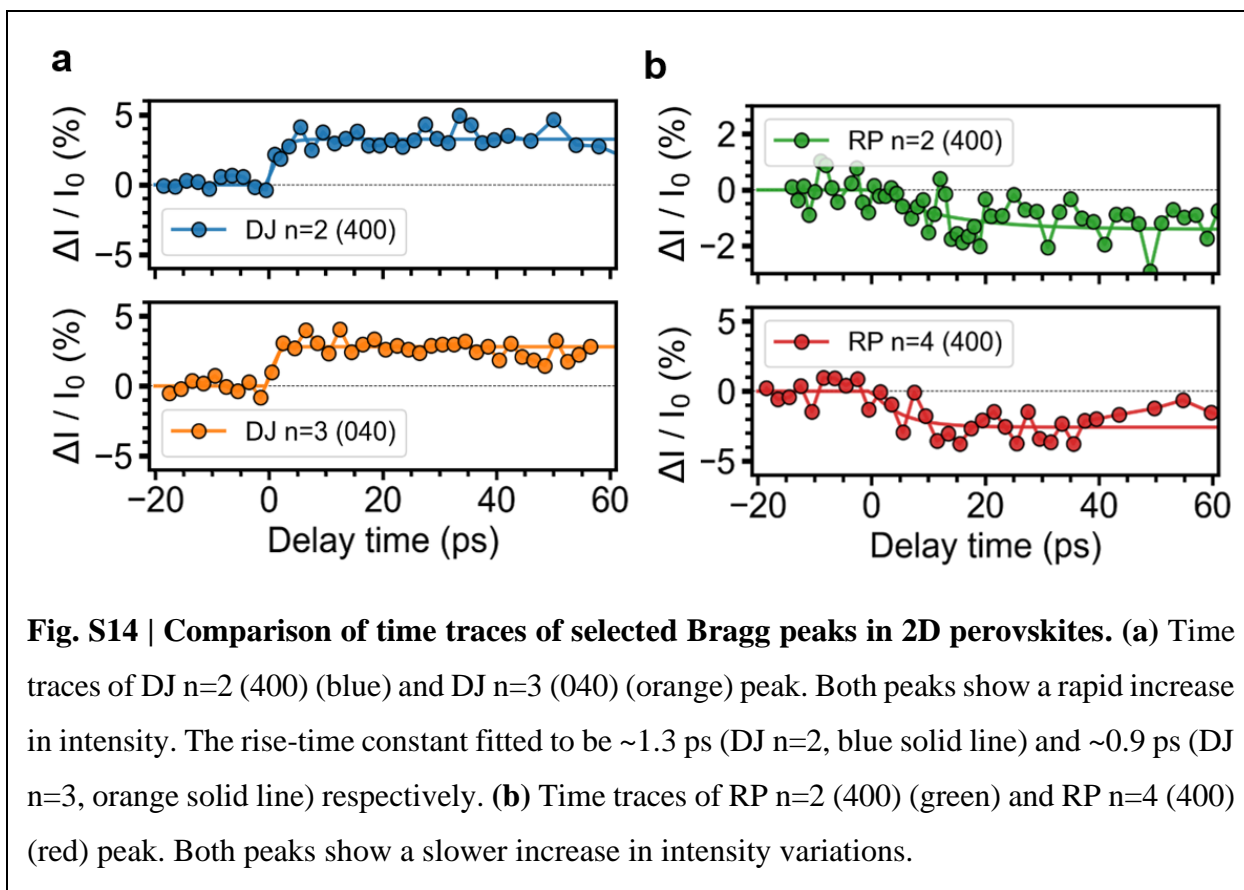 a
b
ΔI / I₀ (%)
5
0
−5
DJ n=2 (400)
ΔI / I₀ (%)
5
0
−5
DJ n=3 (040)
−20 0 20 40 60
Delay time (ps)
ΔI / I₀ (%)
2
0
−2
RP n=2 (400)
ΔI / I₀ (%)
5
0
−5
RP n=4 (400)
−20 0 20 40 60
Delay time (ps)
Fig. S14 | Comparison of time traces of selected Bragg peaks in 2D perovskites. (a) Time
traces of DJ n=2 (400) (blue) and DJ n=3 (040) (orange) peak. Both peaks show a rapid increase
in intensity. The rise-time constant fitted to be ~1.3 ps (DJ n=2, blue solid line) and ~0.9 ps (DJ
n=3, orange solid line) respectively. (b) Time traces of RP n=2 (400) (green) and RP n=4 (400)
(red) peak. Both peaks show a slower increase in intensity variations.